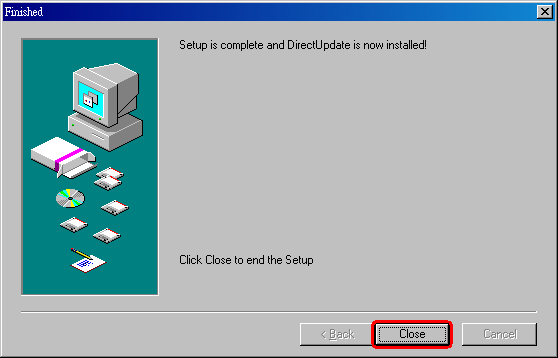 Finished
Setup is complete and DirectUpdate is now installed!
Click Close to end the Setup
< Back
Close
Cancel